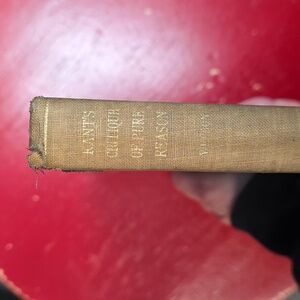 KANT'S
CRITIQUE
OF PURE
REASON